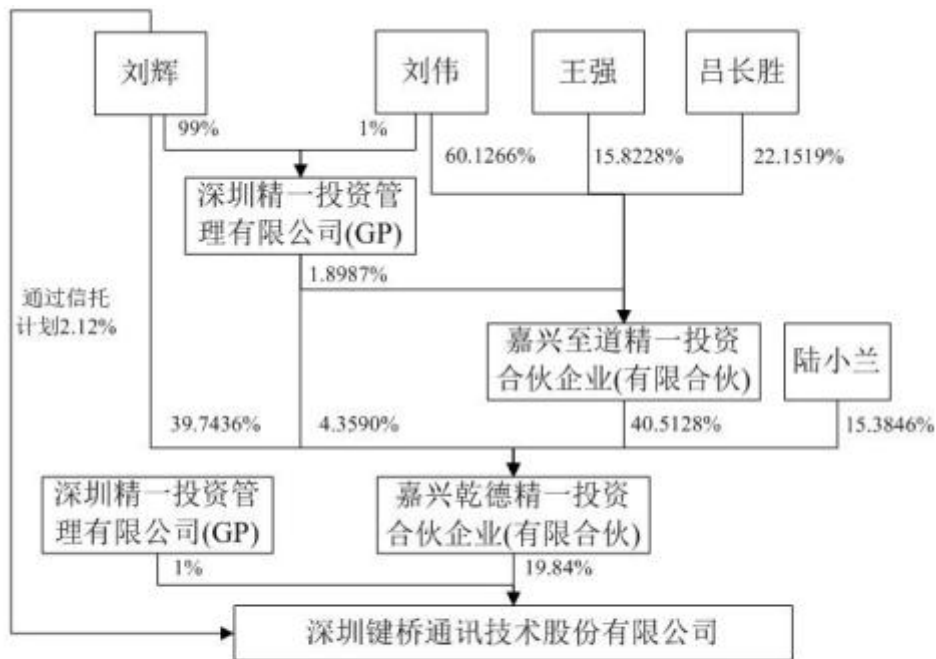 刘辉
刘伟
王强
吕长胜
99%
1%
60.1266%
15.8228%
22.1519%
深圳精一投资管
理有限公司(GP)
1.8987%
通过信托
计划2.12%
嘉兴至道精一投资
合伙企业(有限合伙)
陆小兰
39.7436%
4.3590%
40.5128%
15.3846%
深圳精一投资管
理有限公司(GP)
嘉兴乾德精一投资
合伙企业(有限合伙)
1%
19.84%
深圳键桥通讯技术股份有限公司